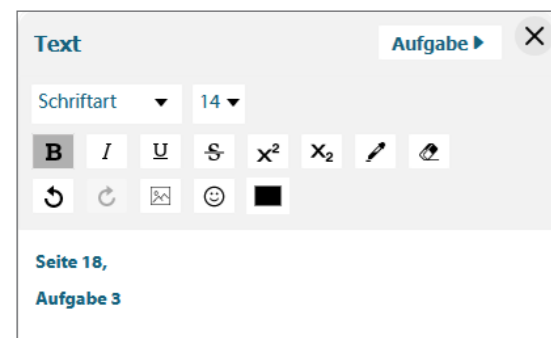 Text
Aufgabe
Schriftart
14
B I U S x² x₂
Seite 18,
Aufgabe 3